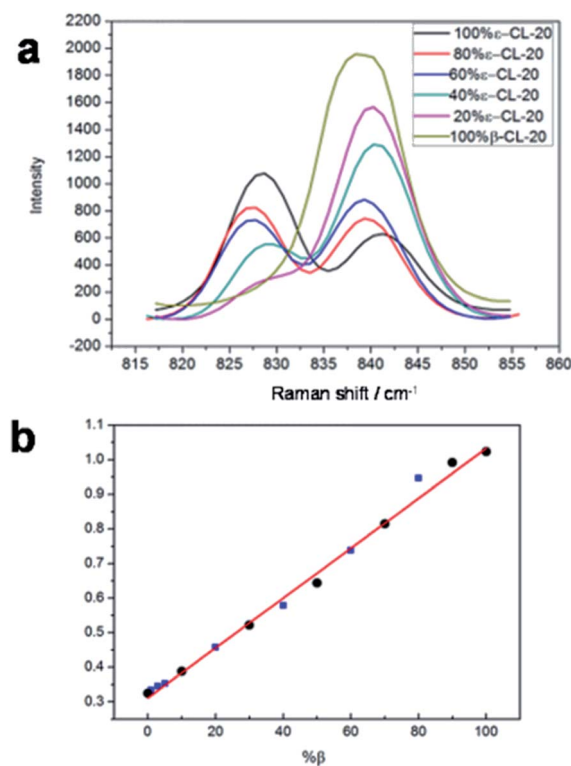 a
2200
2000
1800
1600
1400
1200
1000
800
600
400
200
0
-200
Intensity
100%ε–CL-20
80%ε–CL-20
60%ε–CL-20
40%ε–CL-20
20%ε–CL-20
100%β-CL-20
815 820 825 830 835 840 845 850 855 860
Raman shift / cm-1
b
1.1
1.0
0.9
0.8
0.7
0.6
0.5
0.4
0.3
0 20 40 60 80 100
%β